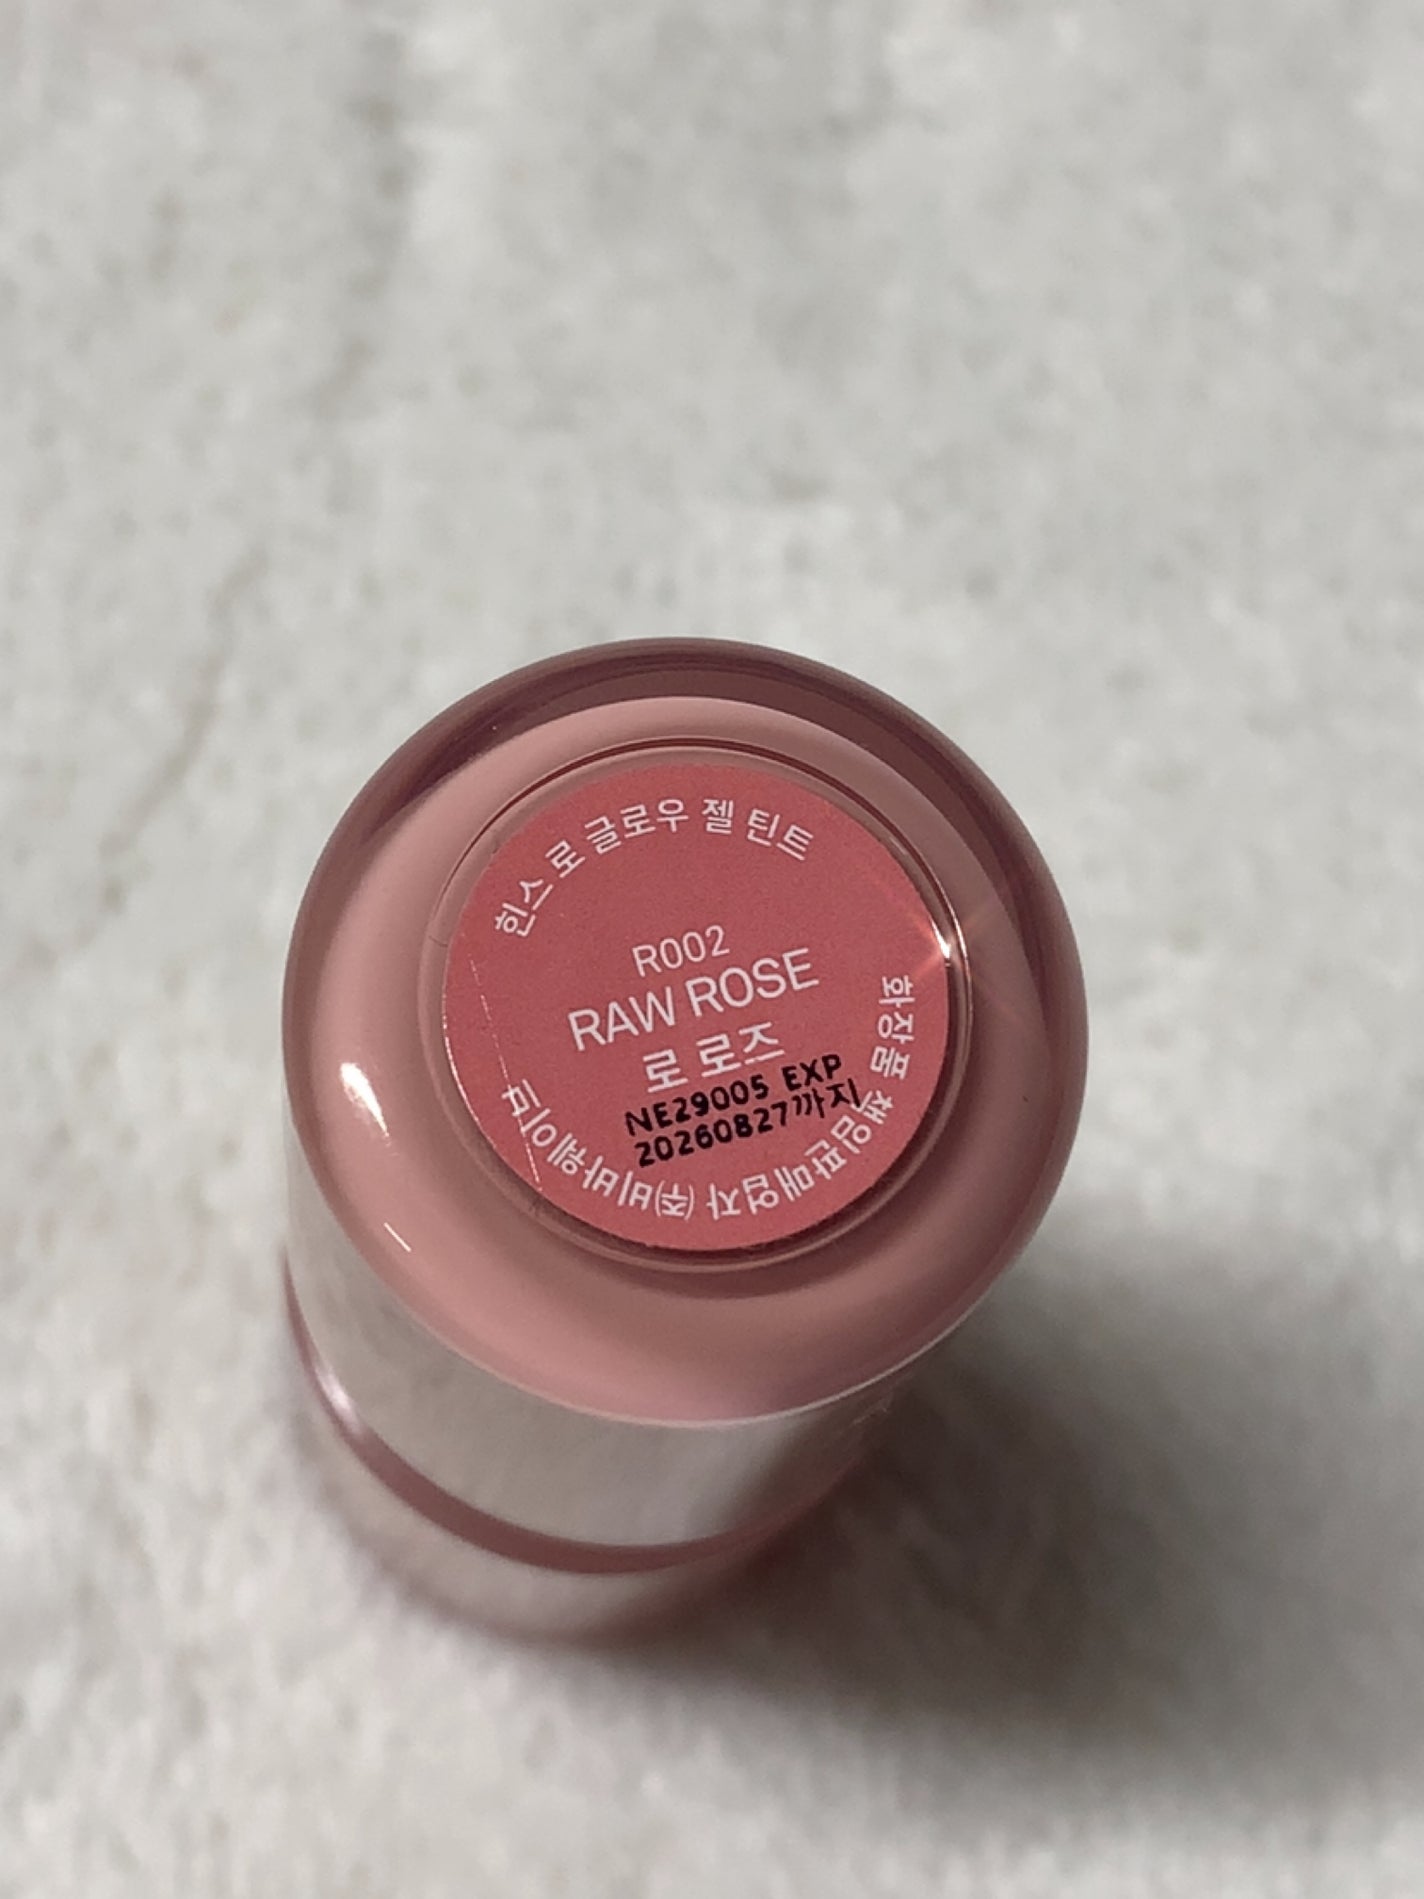 힌스 로 글로우 젤 틴트
R002
RAW ROSE
로 로즈
NE29005 EXP
20260827까지
화장품 책임판매업자 ㈜비바웨이브